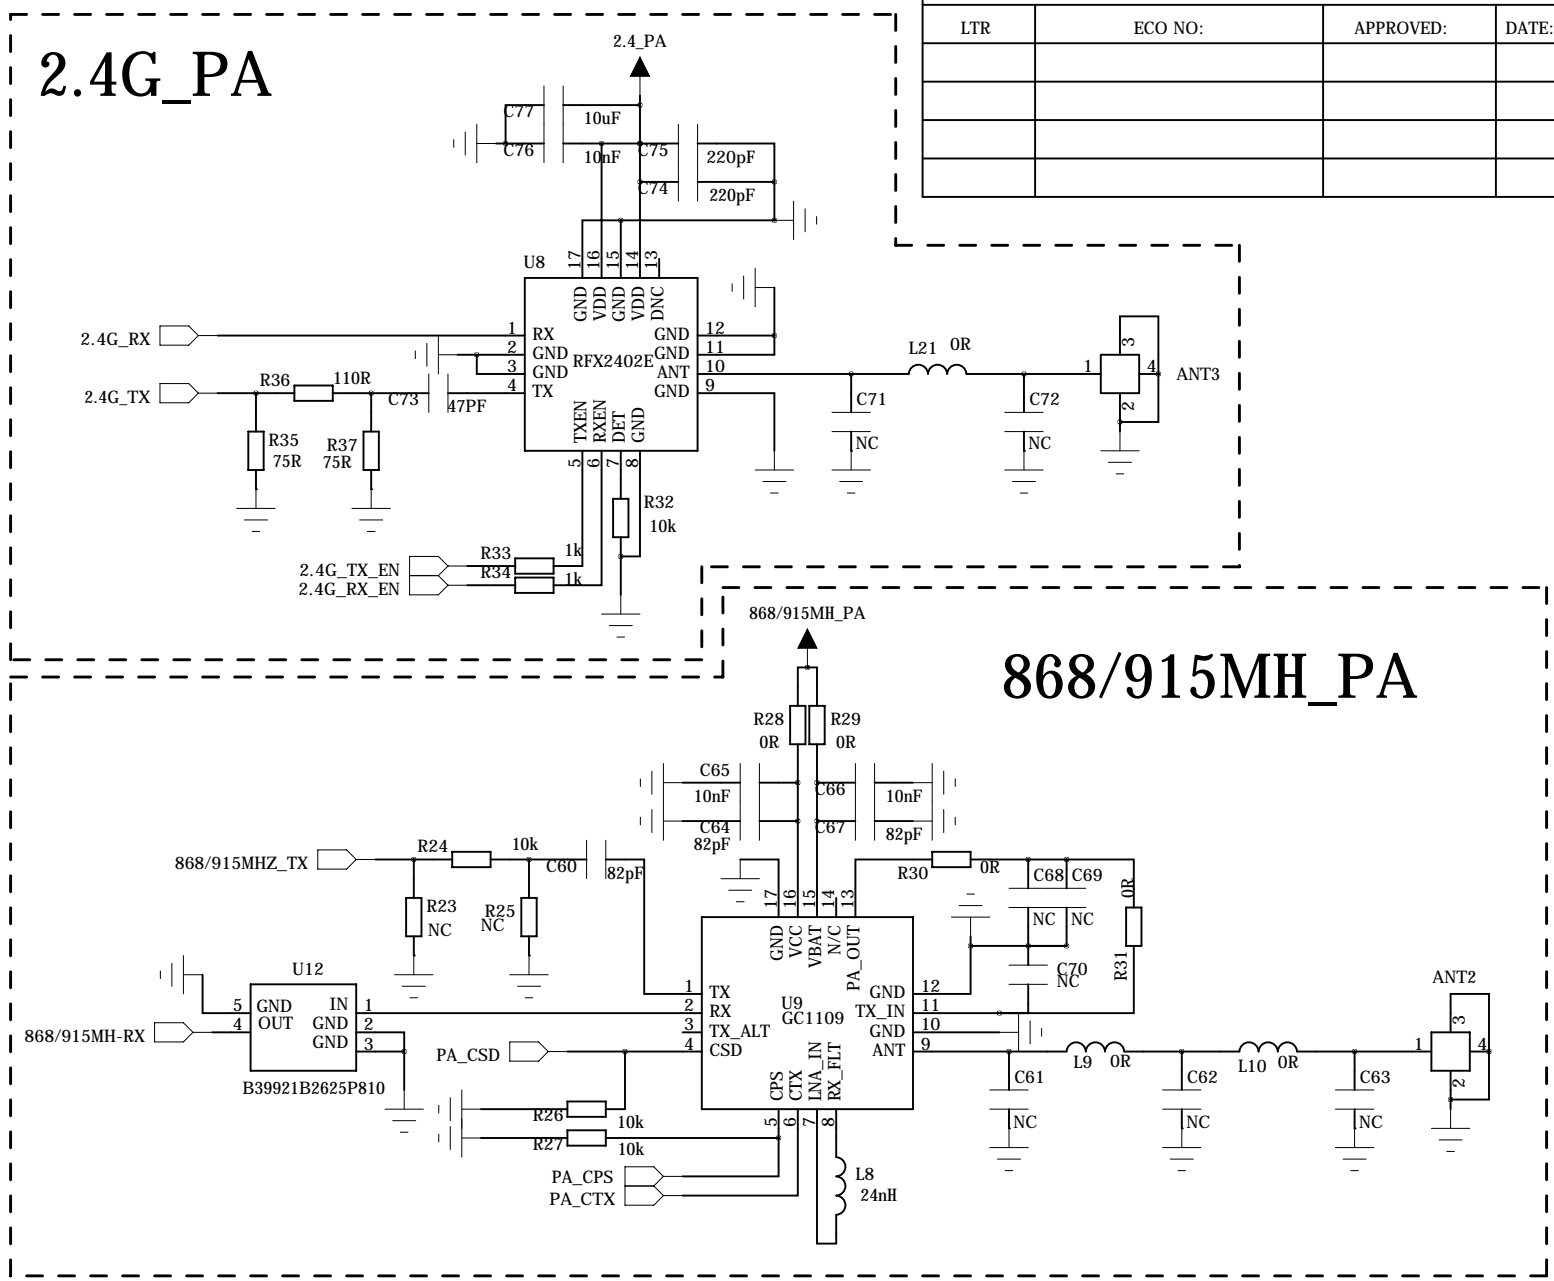 LTR ECO NO: APPROVED: DATE:
2.4G_PA
2.4_PA
C77 10uF
C76 10nF
C75 220pF
C74 220pF
U8
17 16 15 14 13
GND VDD GND VDD DNC
2.4G_RX
1 RX
2 GND
3 GND
4 TX
RFX2402E
GND 12
GND 11
ANT 10
GND 9
TXEN RXEN DET GND
5 6 7 8
2.4G_TX
R36 110R
C73 47PF
R35 75R
R37 75R
R32 10k
R33 1k
R34 1k
2.4G_TX_EN
2.4G_RX_EN
L21 0R
C71 NC
C72 NC
1 3 4 2
ANT3
868/915MH_PA
868/915MH_PA
R28 0R
R29 0R
C65 10nF
C66 10nF
C64 82pF
C67 82pF
868/915MHZ_TX
R24 10k
C60 82pF
R23 NC
R25 NC
R30 0R
C68 NC
C69 NC
C70 NC
R31 0R
17 16 15 14 13
GND VCC VBAT N/C PA_OUT
1 TX
2 RX
3 TX_ALT
4 CSD
U9
GC1109
GND 12
TX_IN 11
GND 10
ANT 9
CPS CTX LNA_IN RX_FLT
5 6 7 8
U12
5 GND IN 1
4 OUT GND 2
GND 3
B39921B2625P810
868/915MH-RX
PA_CSD
R26 10k
R27 10k
PA_CPS
PA_CTX
L8
24nH
L9 0R
L10 0R
C61 NC
C62 NC
C63 NC
ANT2
1 3 4 2